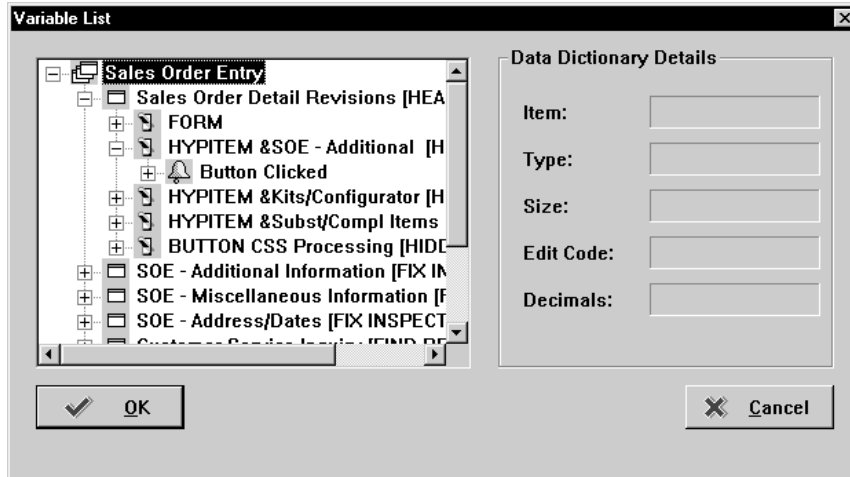 Variable List
Sales Order Entry
Sales Order Detail Revisions [HEA
FORM
HYPITEM &SOE - Additional [H
Button Clicked
HYPITEM &Kits/Configurator [H
HYPITEM &Subst/Compl Items
BUTTON CSS Processing [HIDD
SOE - Additional Information [FIX IN
SOE - Miscellaneous Information [F
SOE - Address/Dates [FIX INSPECT
Data Dictionary Details
Item:
Type:
Size:
Edit Code:
Decimals:
OK
Cancel